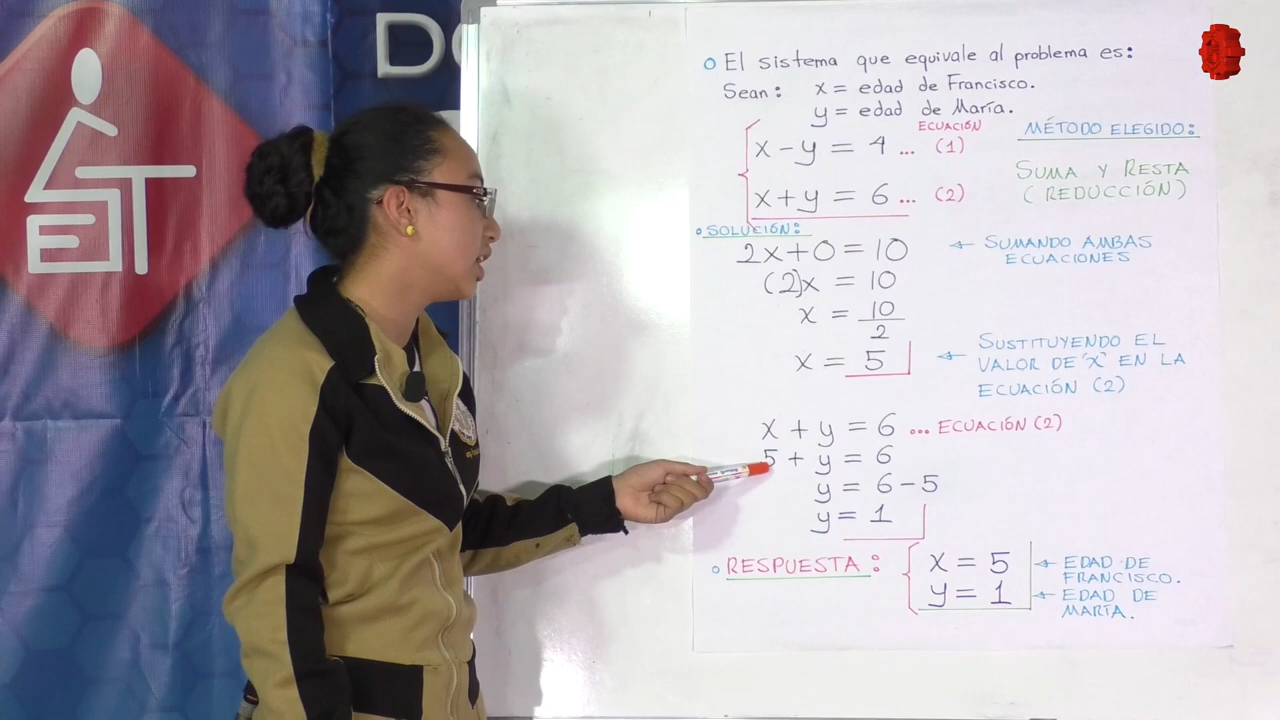 DO
ET
o El sistema que equivale al problema es:
Sean: x = edad de Francisco.
y = edad de María.
ECUACIÓN
x - y = 4 ... (1)
x + y = 6 ... (2)
MÉTODO ELEGIDO:
SUMA Y RESTA
(REDUCCIÓN)
o SOLUCIÓN:
2x + 0 = 10 ← SUMANDO AMBAS
ECUACIONES
(2)x = 10
x = 10/2
x = 5 ← SUSTITUYENDO EL
VALOR DE "x" EN LA
ECUACIÓN (2)
x + y = 6 ... ECUACIÓN (2)
5 + y = 6
y = 6 - 5
y = 1
o RESPUESTA:
x = 5 ← EDAD DE
FRANCISCO.
y = 1 ← EDAD DE
MARÍA.